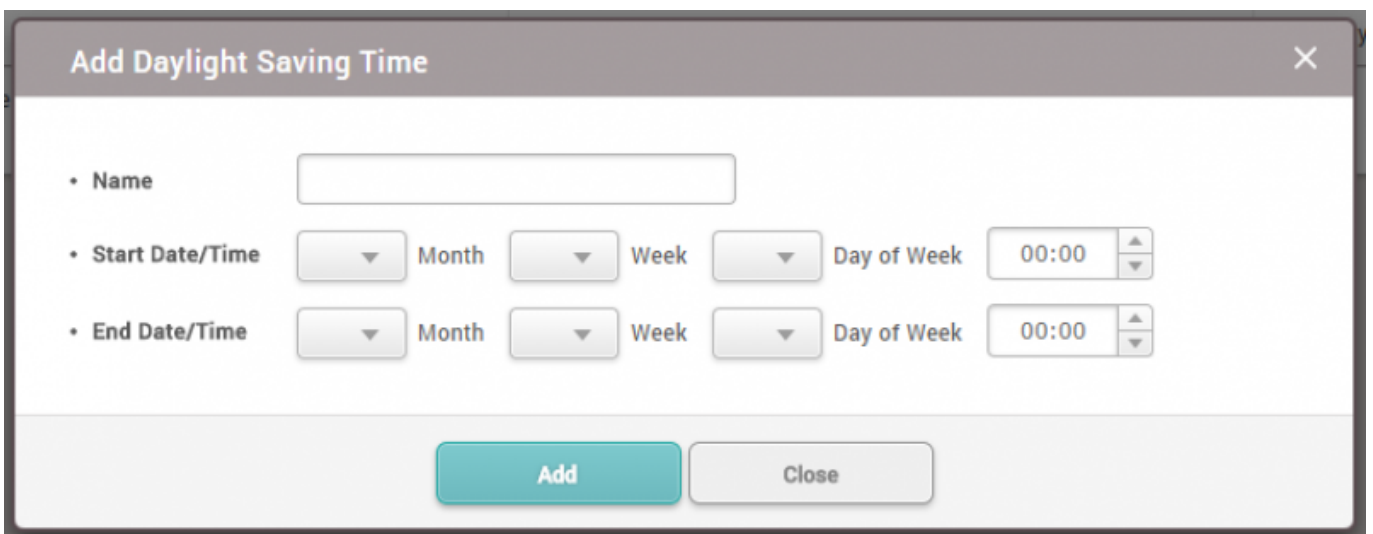 Add Daylight Saving Time
• Name
• Start Date/Time Month Week Day of Week 00:00
• End Date/Time Month Week Day of Week 00:00
Add Close